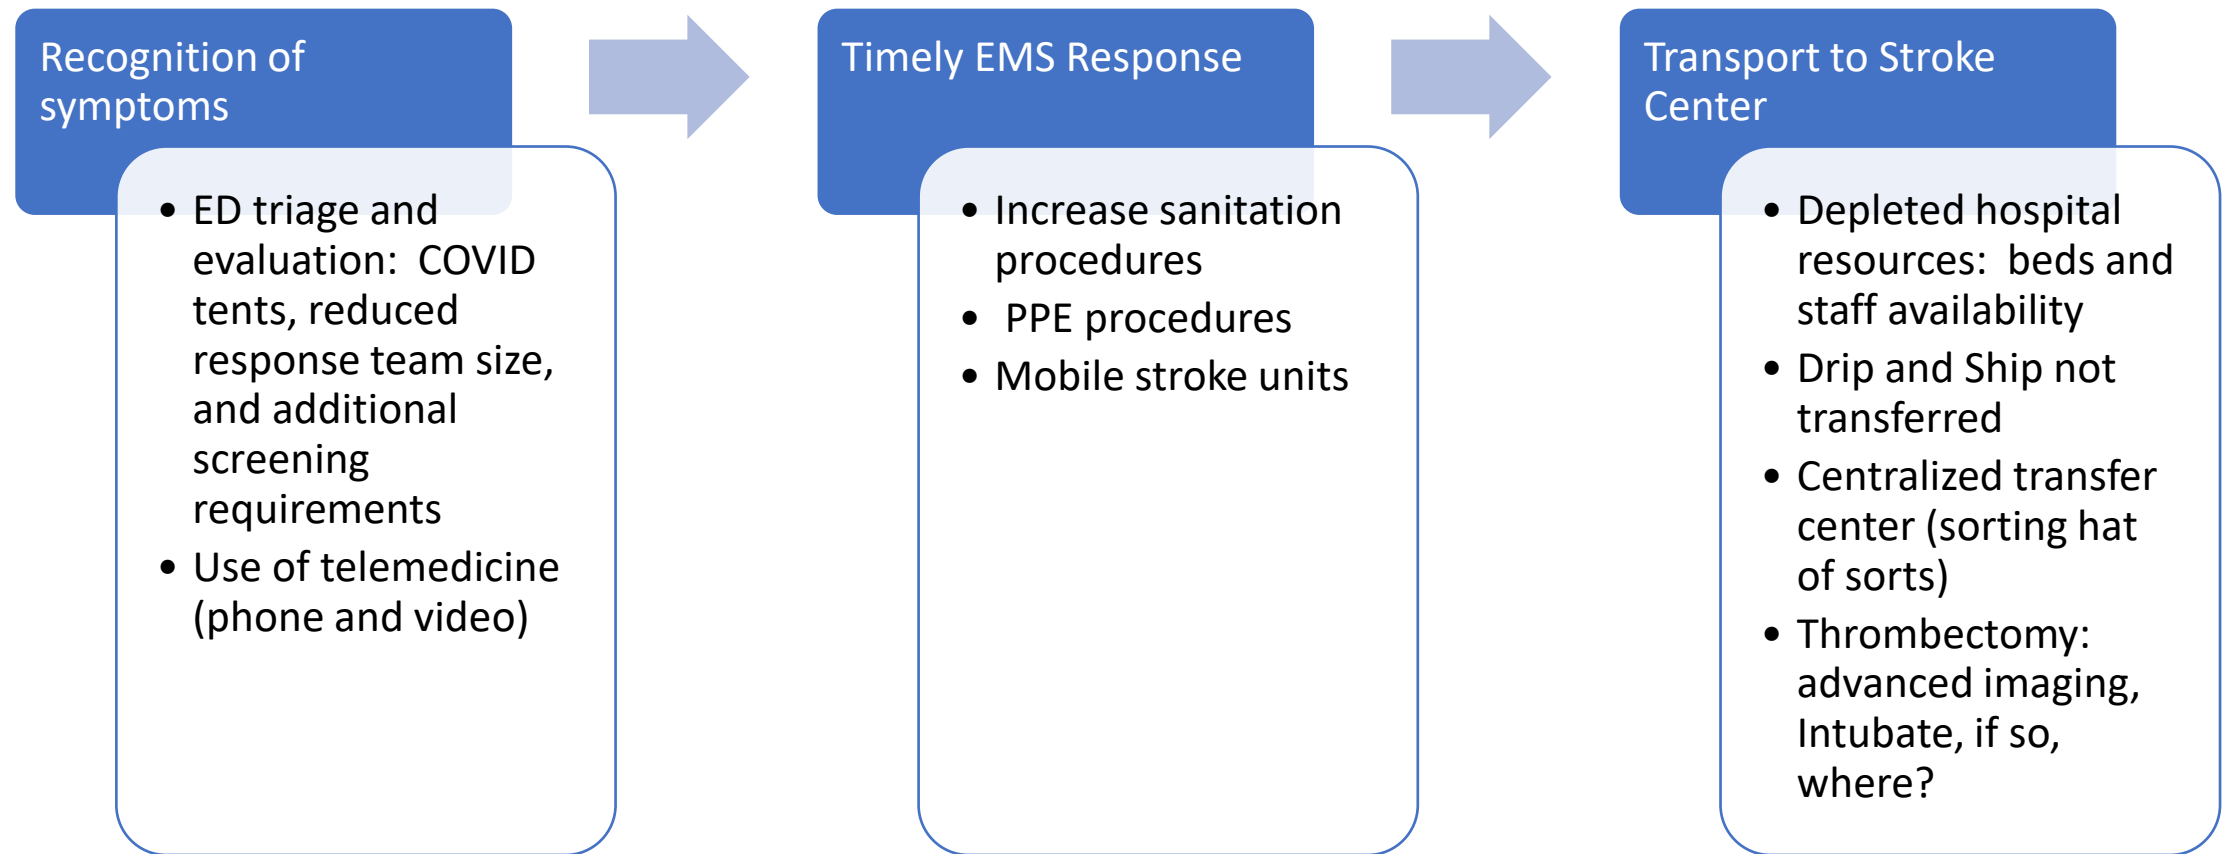 Recognition of
symptoms
• ED triage and
evaluation:  COVID
tents, reduced
response team size,
and additional
screening
requirements
• Use of telemedicine
(phone and video)
Timely EMS Response
• Increase sanitation
procedures
•  PPE procedures
• Mobile stroke units
Transport to Stroke
Center
• Depleted hospital
resources:  beds and
staff availability
• Drip and Ship not
transferred
• Centralized transfer
center (sorting hat
of sorts)
• Thrombectomy:
advanced imaging,
Intubate, if so,
where?